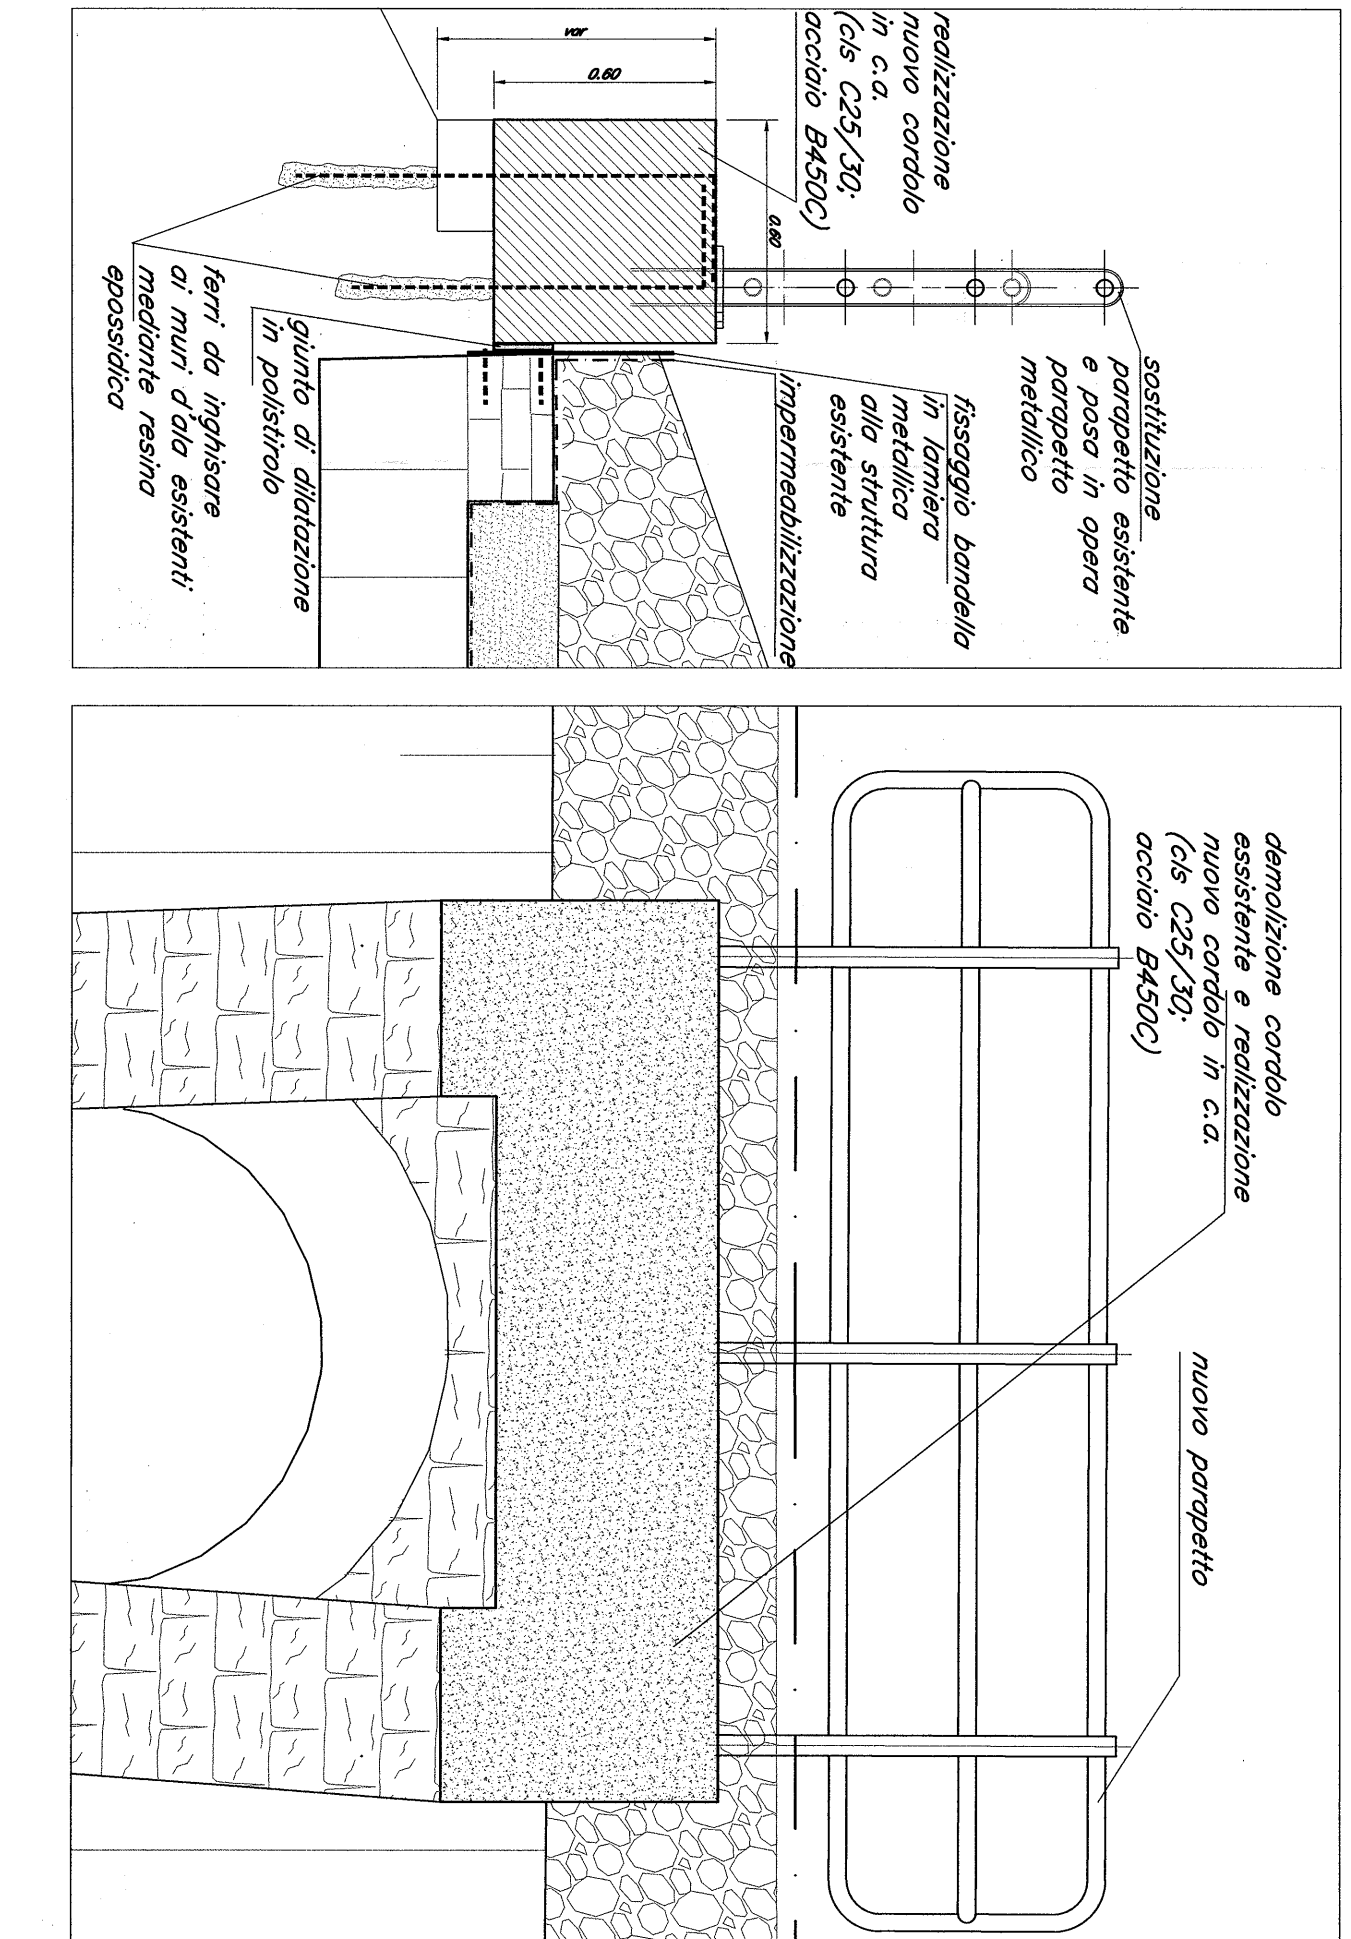 realizzazione
nuovo cordolo
in c.a.
(cls C25/30;
acciaio B450C)
var
0.60
0.60
sostituzione
parapetto esistente
e posa in opera
parapetto
metallico
fissaggio bandella
in lamiera
metallica
alla struttura
esistente
impermeabilizzazione
giunto di dilatazione
in polistirolo
ferri da inghisare
ai muri d'ala esistenti
mediante resina
epossidica
demolizione cordolo
essistente e realizzazione
nuovo cordolo in c.a.
(cls C25/30;
acciaio B450C)
nuovo parapetto